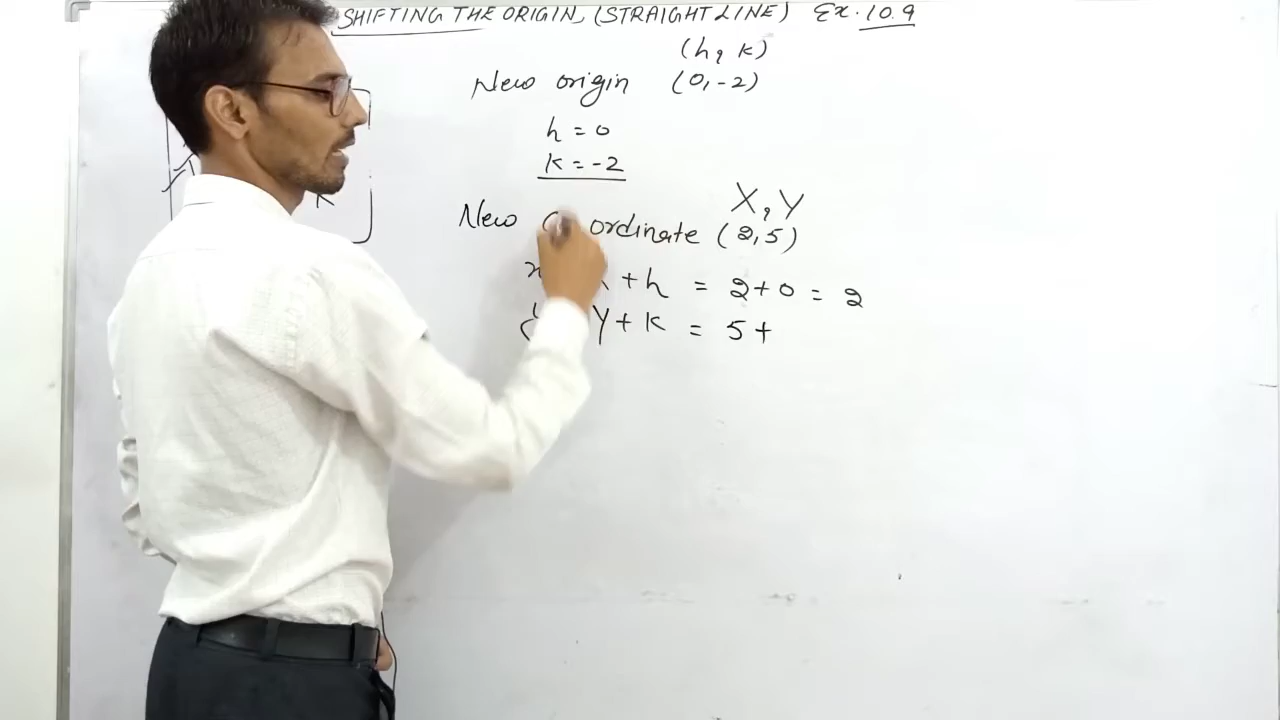 SHIFTING THE ORIGIN, (STRAIGHT LINE) Ex. 10.9
(h, k)
New origin (0,-2)
h = 0
k = -2
X, Y
New ordinate (2,5)
+ h = 2+0 = 2
Y + k = 5+
K